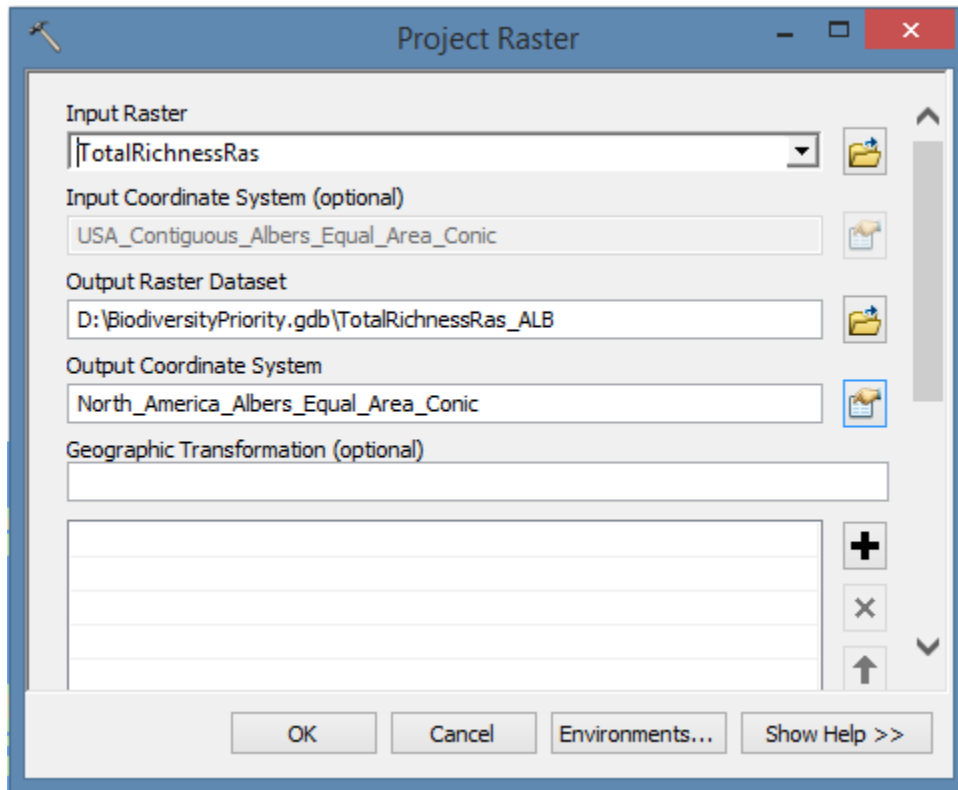 Project Raster
Input Raster
TotalRichnessRas
Input Coordinate System (optional)
USA_Contiguous_Albers_Equal_Area_Conic
Output Raster Dataset
D:\BiodiversityPriority.gdb\TotalRichnessRas_ALB
Output Coordinate System
North_America_Albers_Equal_Area_Conic
Geographic Transformation (optional)
OK Cancel Environments... Show Help >>